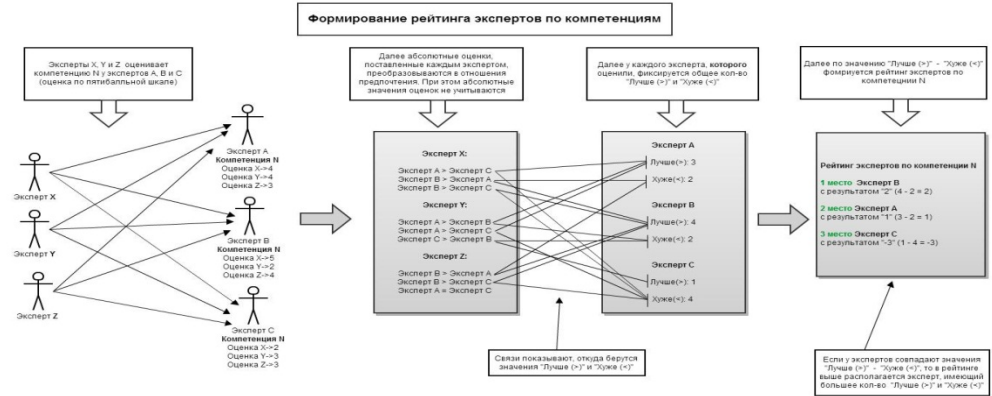 Формирование рейтинга экспертов по компетенциям
Эксперты X, Y и Z оценивает
компетенцию N у экспертов A, B и C
(оценка по пятибалльной шкале)
Далее абсолютные оценки,
поставленные каждым экспертом,
преобразовываются в отношения
предпочтения. При этом абсолютные
значения оценок не учитываются
Далее у каждого эксперта, которого
оценили, фиксируется общее кол-во
"Лучше (>)" и "Хуже (<)"
Далее по значению "Лучше (>)" - "Хуже (<)"
фомрируется рейтинг экспертов по
компетецнии N
Эксперт X
Эксперт Y
Эксперт Z
Эксперт A
Компетенция N
Оценка X->4
Оценка Y->4
Оценка Z->3
Эксперт B
Компетенция N
Оценка X->5
Оценка Y->2
Оценка Z->4
Эксперт C
Компетенция N
Оценка X->2
Оценка Y->3
Оценка Z->3
Эксперт X:
Эксперт A > Эксперт C
Эксперт B > Эксперт A
Эксперт B > Эксперт C
Эксперт Y:
Эксперт A > Эксперт B
Эксперт A > Эксперт C
Эксперт C > Эксперт B
Эксперт Z:
Эксперт B > Эксперт A
Эксперт B > Эксперт C
Эксперт A = Эксперт C
Эксперт A
Лучше(>): 3
Хуже(<): 2
Эксперт B
Лучше(>): 4
Хуже(<): 2
Эксперт C
Лучше(>): 1
Хуже(<): 4
Рейтинг экспертов по компетенции N
1 место Эксперт B
с результатом "2" (4 - 2 = 2)
2 место Эксперт A
с результатом "1" (3 - 2 = 1)
3 место Эксперт C
с результатом "-3" (1 - 4 = -3)
Связи показывают, откуда берутся
значения "Лучше (>)" и "Хуже (<)"
Если у экспертов совпадают значения
"Лучше (>)" - "Хуже (<)", то в рейтинге
выше располагается эксперт, имеющий
большее кол-во "Лучше (>)" и "Хуже (<)"